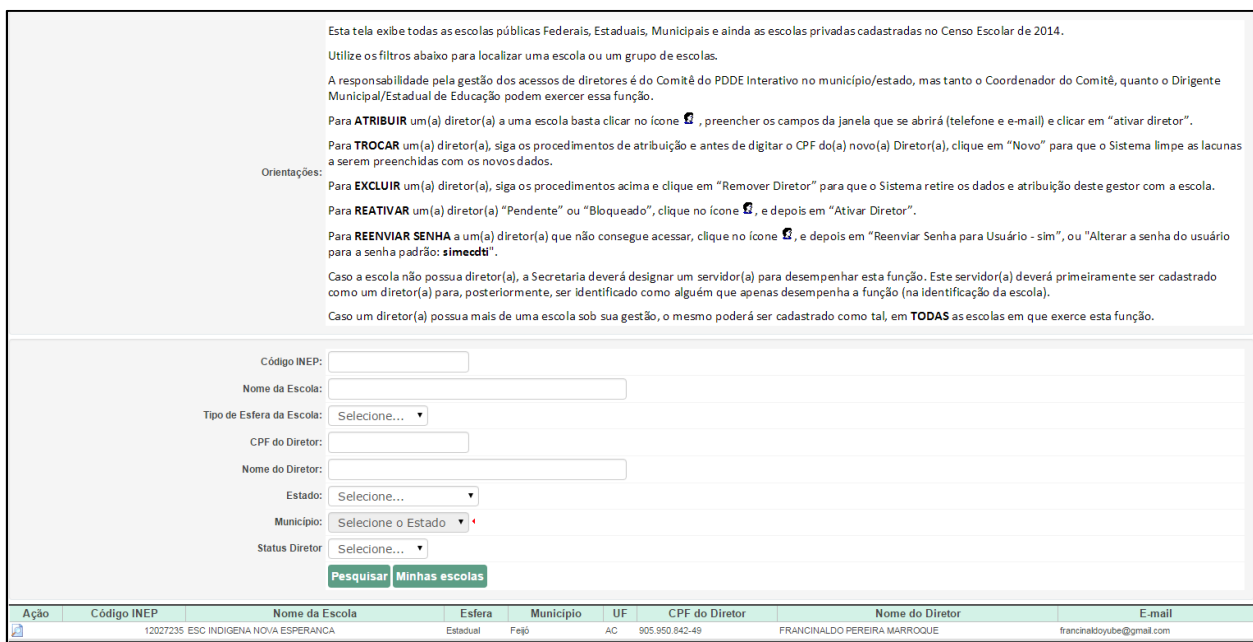 Esta tela exibe todas as escolas públicas Federais, Estaduais, Municipais e ainda as escolas privadas cadastradas no Censo Escolar de 2014.
Utilize os filtros abaixo para localizar uma escola ou um grupo de escolas.
A responsabilidade pela gestão dos acessos de diretores é do Comitê do PDDE Interativo no município/estado, mas tanto o Coordenador do Comitê, quanto o Dirigente
Municipal/Estadual de Educação podem exercer essa função.
Para ATRIBUIR um(a) diretor(a) a uma escola basta clicar no ícone , preencher os campos da janela que se abrirá (telefone e e-mail) e clicar em “ativar diretor”.
Para TROCAR um(a) diretor(a), siga os procedimentos de atribuição e antes de digitar o CPF do(a) novo(a) Diretor(a), clique em “Novo” para que o Sistema limpe as lacunas
a serem preenchidas com os novos dados.
Orientações:
Para EXCLUIR um(a) diretor(a), siga os procedimentos acima e clique em “Remover Diretor” para que o Sistema retire os dados e atribuição deste gestor com a escola.
Para REATIVAR um(a) diretor(a) “Pendente” ou “Bloqueado”, clique no ícone , e depois em “Ativar Diretor”.
Para REENVIAR SENHA a um(a) diretor(a) que não consegue acessar, clique no ícone , e depois em “Reenviar Senha para Usuário - sim”, ou "Alterar a senha do usuário
para a senha padrão: simecdti".
Caso a escola não possua diretor(a), a Secretaria deverá designar um servidor(a) para desempenhar esta função. Este servidor(a) deverá primeiramente ser cadastrado
como um diretor(a) para, posteriormente, ser identificado como alguém que apenas desempenha a função (na identificação da escola).
Caso um diretor(a) possua mais de uma escola sob sua gestão, o mesmo poderá ser cadastrado como tal, em TODAS as escolas em que exerce esta função.
Código INEP:
Nome da Escola:
Tipo de Esfera da Escola: Selecione...
CPF do Diretor:
Nome do Diretor:
Estado: Selecione...
Município: Selecione o Estado
Status Diretor Selecione...
Pesquisar Minhas escolas
Ação Código INEP Nome da Escola Esfera Município UF CPF do Diretor Nome do Diretor E-mail
12027235 ESC INDIGENA NOVA ESPERANCA Estadual Feijó AC 905.950.842-49 FRANCINALDO PEREIRA MARROQUE francinaldoyube@gmail.com